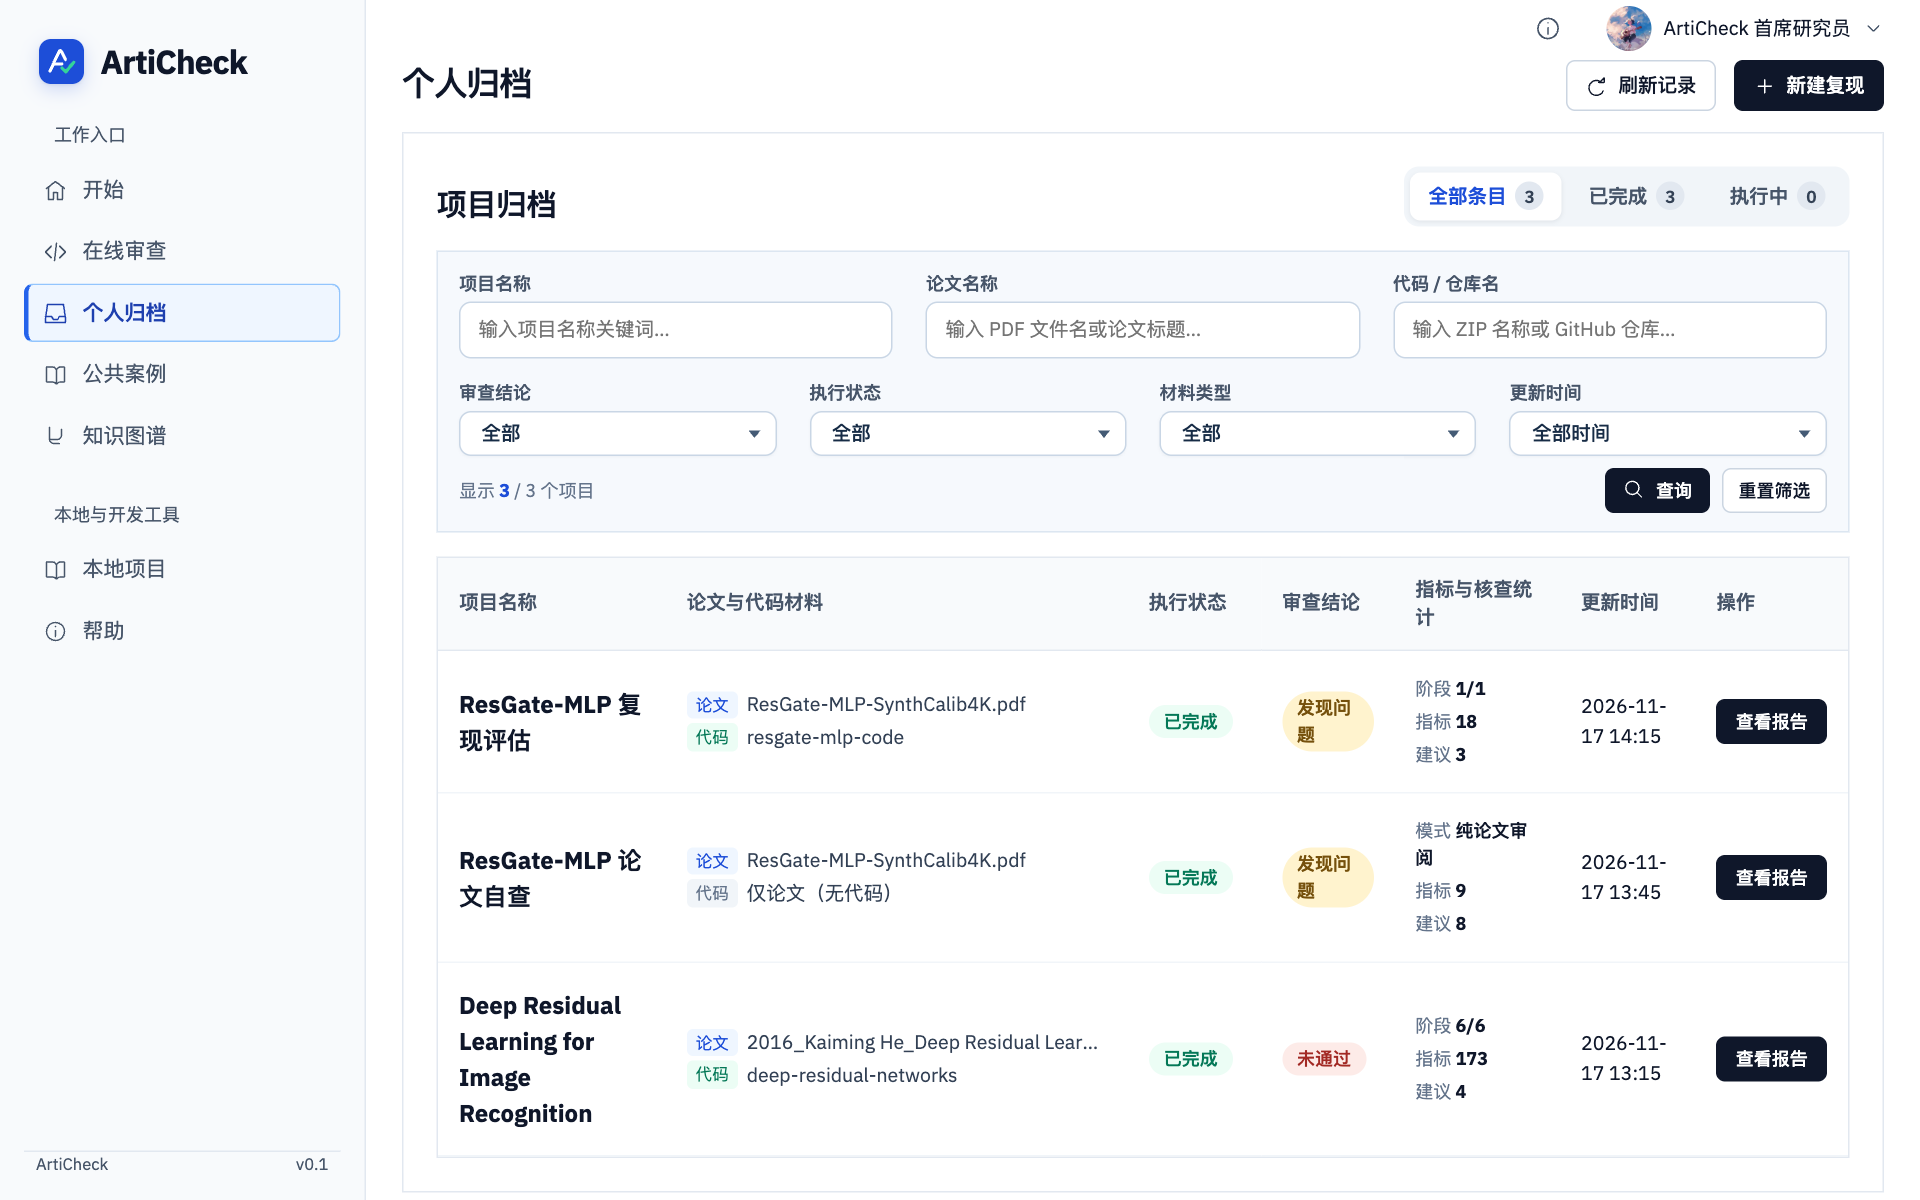 ArtiCheck
工作入口
开始
在线审查
个人归档
公共案例
知识图谱
本地与开发工具
本地项目
帮助
ArtiCheck v0.1
ArtiCheck 首席研究员
个人归档
刷新记录
新建复现
项目归档
全部条目 3
已完成 3
执行中 0
项目名称
输入项目名称关键词...
论文名称
输入 PDF 文件名或论文标题...
代码 / 仓库名
输入 ZIP 名称或 GitHub 仓库...
审查结论
全部
执行状态
全部
材料类型
全部
更新时间
全部时间
显示 3 / 3 个项目
查询
重置筛选
项目名称
论文与代码材料
执行状态
审查结论
指标与核查统
计
更新时间
操作
ResGate-MLP 复
现评估
论文 ResGate-MLP-SynthCalib4K.pdf
代码 resgate-mlp-code
已完成
发现问
题
阶段 1/1
指标 18
建议 3
2026-11-
17 14:15
查看报告
ResGate-MLP 论
文自查
论文 ResGate-MLP-SynthCalib4K.pdf
代码 仅论文（无代码）
已完成
发现问
题
模式 纯论文审
阅
指标 9
建议 8
2026-11-
17 13:45
查看报告
Deep Residual
Learning for
Image
Recognition
论文 2016_Kaiming He_Deep Residual Lear...
代码 deep-residual-networks
已完成
未通过
阶段 6/6
指标 173
建议 4
2026-11-
17 13:15
查看报告